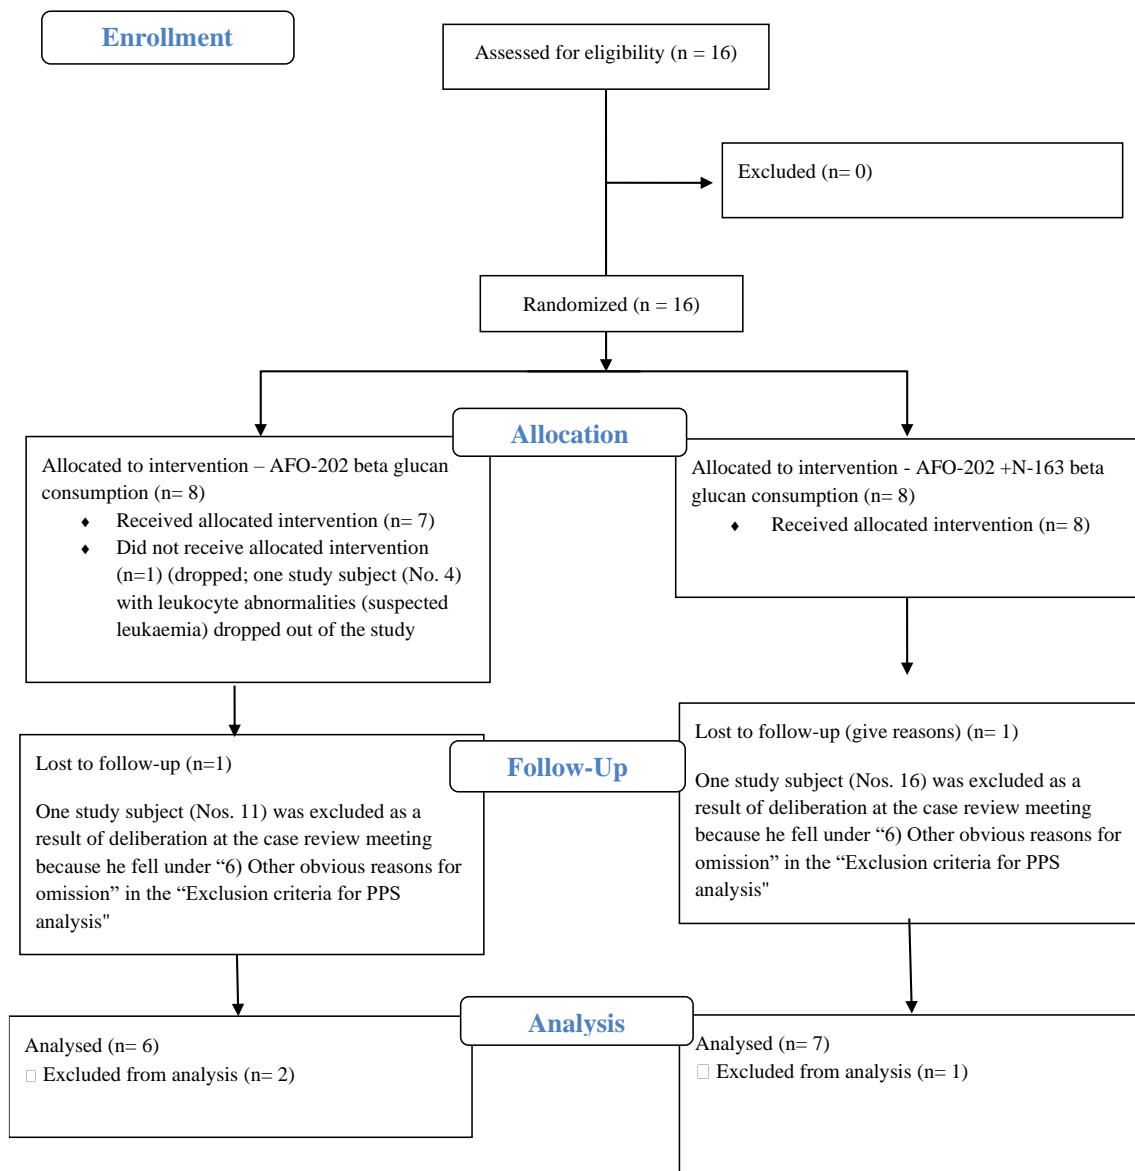 Enrollment
Assessed for eligibility (n = 16)
Excluded (n= 0)
Randomized (n = 16)
Allocation
Allocated to intervention – AFO-202 beta glucan
consumption (n= 8)
♦ Received allocated intervention (n= 7)
♦ Did not receive allocated intervention
(n=1) (dropped; one study subject (No. 4)
with leukocyte abnormalities (suspected
leukaemia) dropped out of the study
Allocated to intervention - AFO-202 +N-163 beta
glucan consumption (n= 8)
♦ Received allocated intervention (n= 8)
Follow-Up
Lost to follow-up (n=1)
One study subject (Nos. 11) was excluded as a
result of deliberation at the case review meeting
because he fell under “6) Other obvious reasons for
omission” in the “Exclusion criteria for PPS
analysis"
Lost to follow-up (give reasons) (n= 1)
One study subject (Nos. 16) was excluded as a
result of deliberation at the case review meeting
because he fell under “6) Other obvious reasons for
omission” in the “Exclusion criteria for PPS
analysis"
Analysis
Analysed (n= 6)
□ Excluded from analysis (n= 2)
Analysed (n= 7)
□ Excluded from analysis (n= 1)